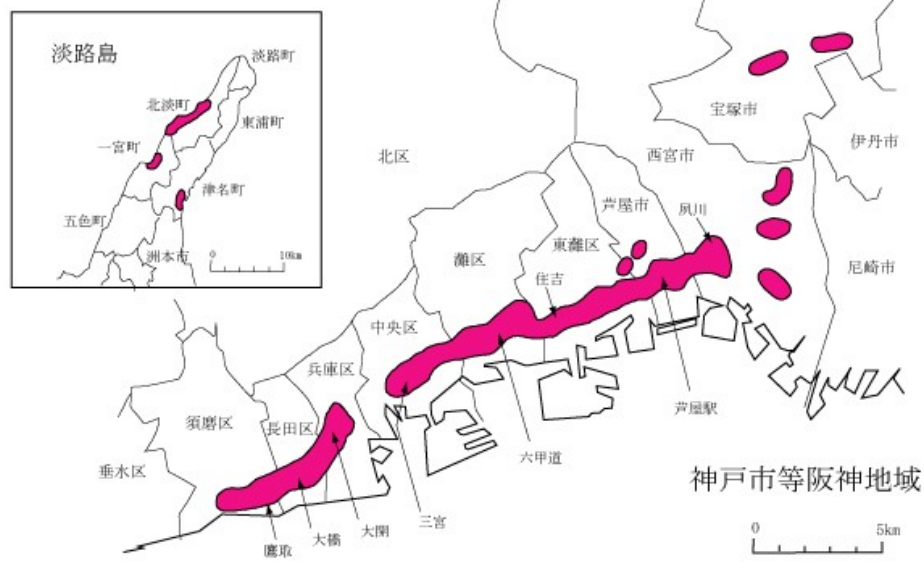 淡路島
淡路町
北淡町
東浦町
一宮町
津名町
五色町
洲本市
0
10km
宝塚市
伊丹市
北区
西宮市
芦屋市
夙川
東灘区
灘区
住吉
尼崎市
中央区
兵庫区
芦屋駅
須磨区
長田区
六甲道
垂水区
神戸市等阪神地域
三宮
大開
大橋
鷹取
0
5km